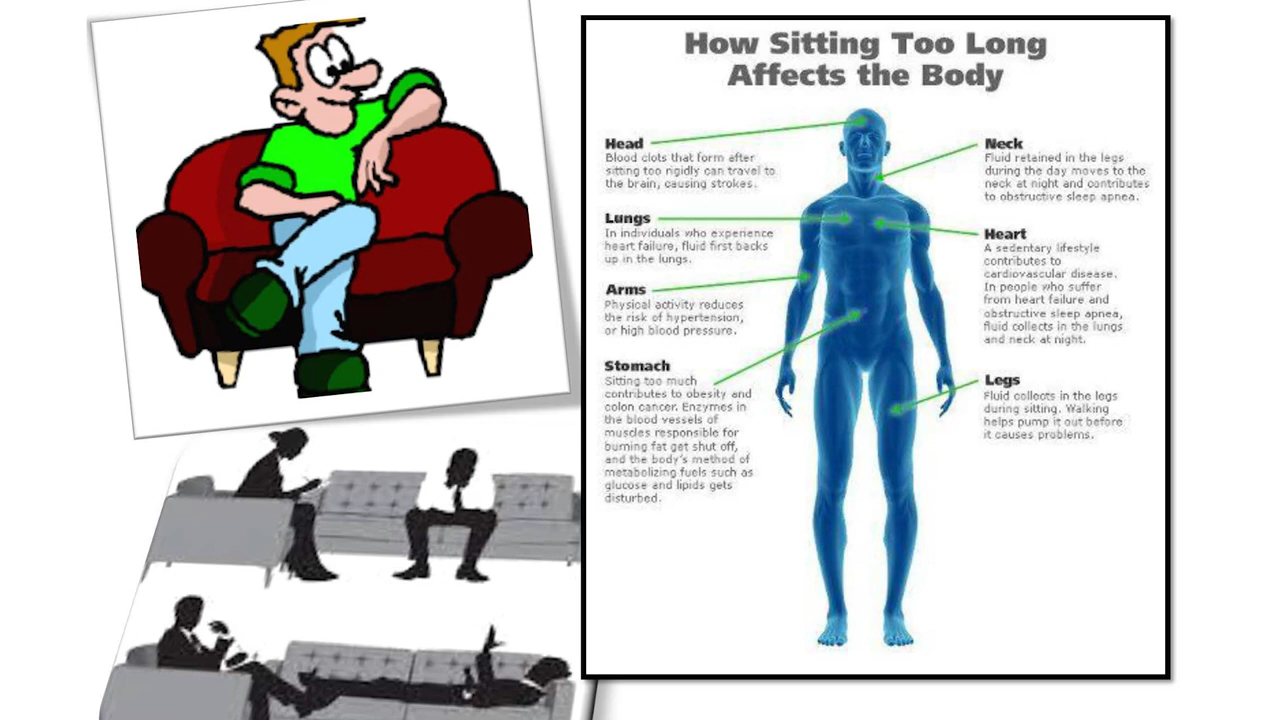 How Sitting Too Long
Affects the Body
Head
Blood clots that form after
sitting too rigidly can travel to
the brain, causing strokes.
Lungs
In individuals who experience
heart failure, fluid first backs
up in the lungs.
Arms
Physical activity reduces
the risk of hypertension,
or high blood pressure.
Stomach
Sitting too much
contributes to obesity and
colon cancer. Enzymes in
the blood vessels of
muscles responsible for
burning fat get shut off,
and the body's method of
metabolizing fuels such as
glucose and lipids gets
disturbed.
Neck
Fluid retained in the legs
during the day moves to the
neck at night and contributes
to obstructive sleep apnea.
Heart
A sedentary lifestyle
contributes to
cardiovascular disease.
In people who suffer
from heart failure and
obstructive sleep apnea,
fluid collects in the lungs
and neck at night.
Legs
Fluid collects in the legs
during sitting. Walking
helps pump it out before
it causes problems.